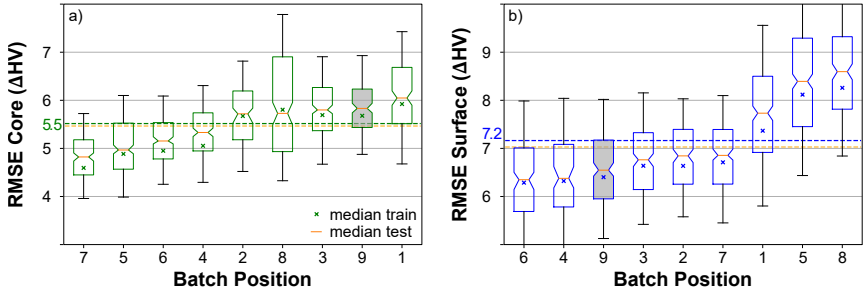 a)
RMSE Core (ΔHV)
7
6
5.5
5
4
median train
median test
7 5 6 4 2 8 3 9 1
Batch Position
b)
RMSE Surface (ΔHV)
9
8
7.2
7
6
6 4 9 3 2 7 1 5 8
Batch Position